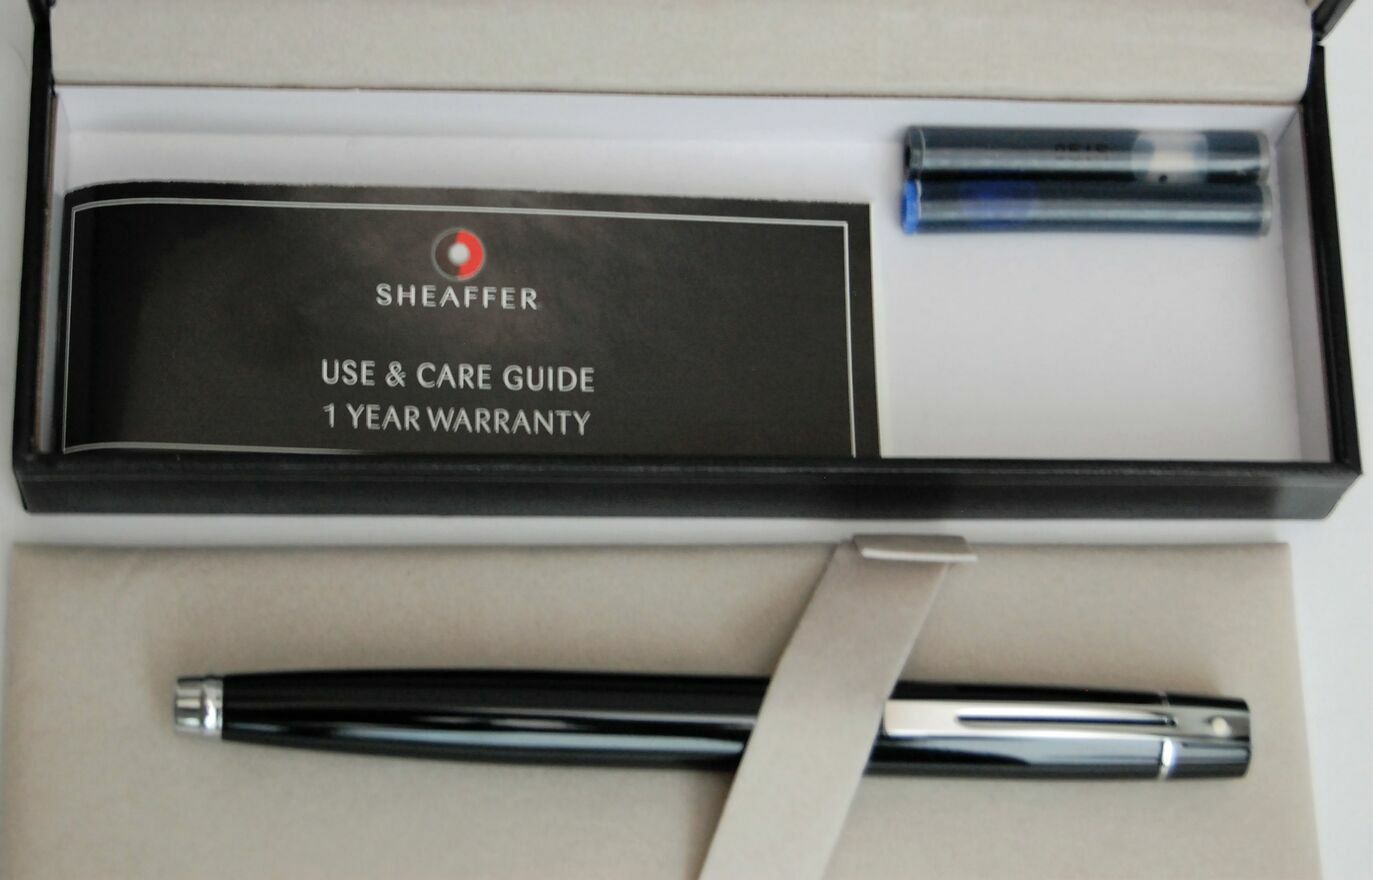 SHEAFFER
USE & CARE GUIDE
1 YEAR WARRANTY